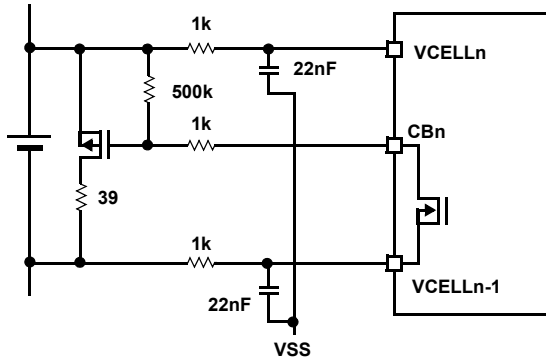 1k
VCELLn
22nF
500k
1k
CBn
39
1k
VCELLn-1
22nF
VSS